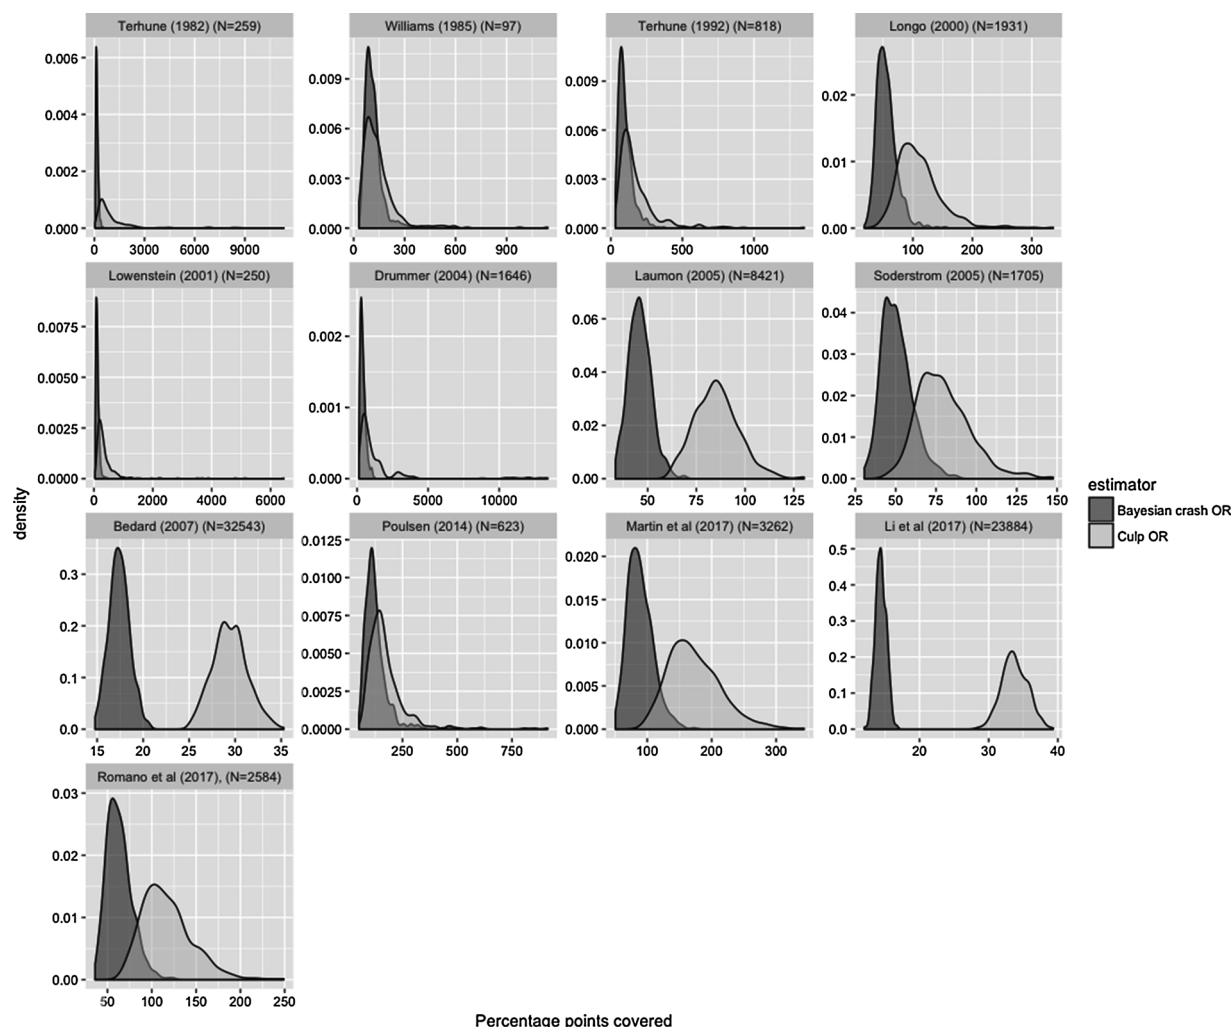 Terhune (1982) (N=259)
Williams (1985) (N=97)
Terhune (1992) (N=818)
Longo (2000) (N=1931)
0.006
0.004
0.002
0.000
0.009
0.006
0.003
0.000
0.009
0.006
0.003
0.000
0.02
0.01
0.00
0 3000 6000 9000
0 300 600 900
0 500 1000
100 200 300
Lowenstein (2001) (N=250)
Drummer (2004) (N=1646)
Laumon (2005) (N=8421)
Soderstrom (2005) (N=1705)
0.0075
0.0050
0.0025
0.0000
0.002
0.001
0.000
0.06
0.04
0.02
0.00
0.04
0.03
0.02
0.01
0.00
0 2000 4000 6000
0 5000 10000
50 75 100 125
25 50 75 100 125 150
density
estimator
Bayesian crash OR
Culp OR
Bedard (2007) (N=32543)
Poulsen (2014) (N=623)
Martin et al (2017) (N=3262)
Li et al (2017) (N=23884)
0.3
0.2
0.1
0.0
0.0125
0.0100
0.0075
0.0050
0.0025
0.0000
0.020
0.015
0.010
0.005
0.000
0.5
0.4
0.3
0.2
0.1
0.0
15 20 25 30 35
250 500 750
100 200 300
20 30 40
Romano et al (2017), (N=2584)
0.03
0.02
0.01
0.00
50 100 150 200 250
Percentage points covered